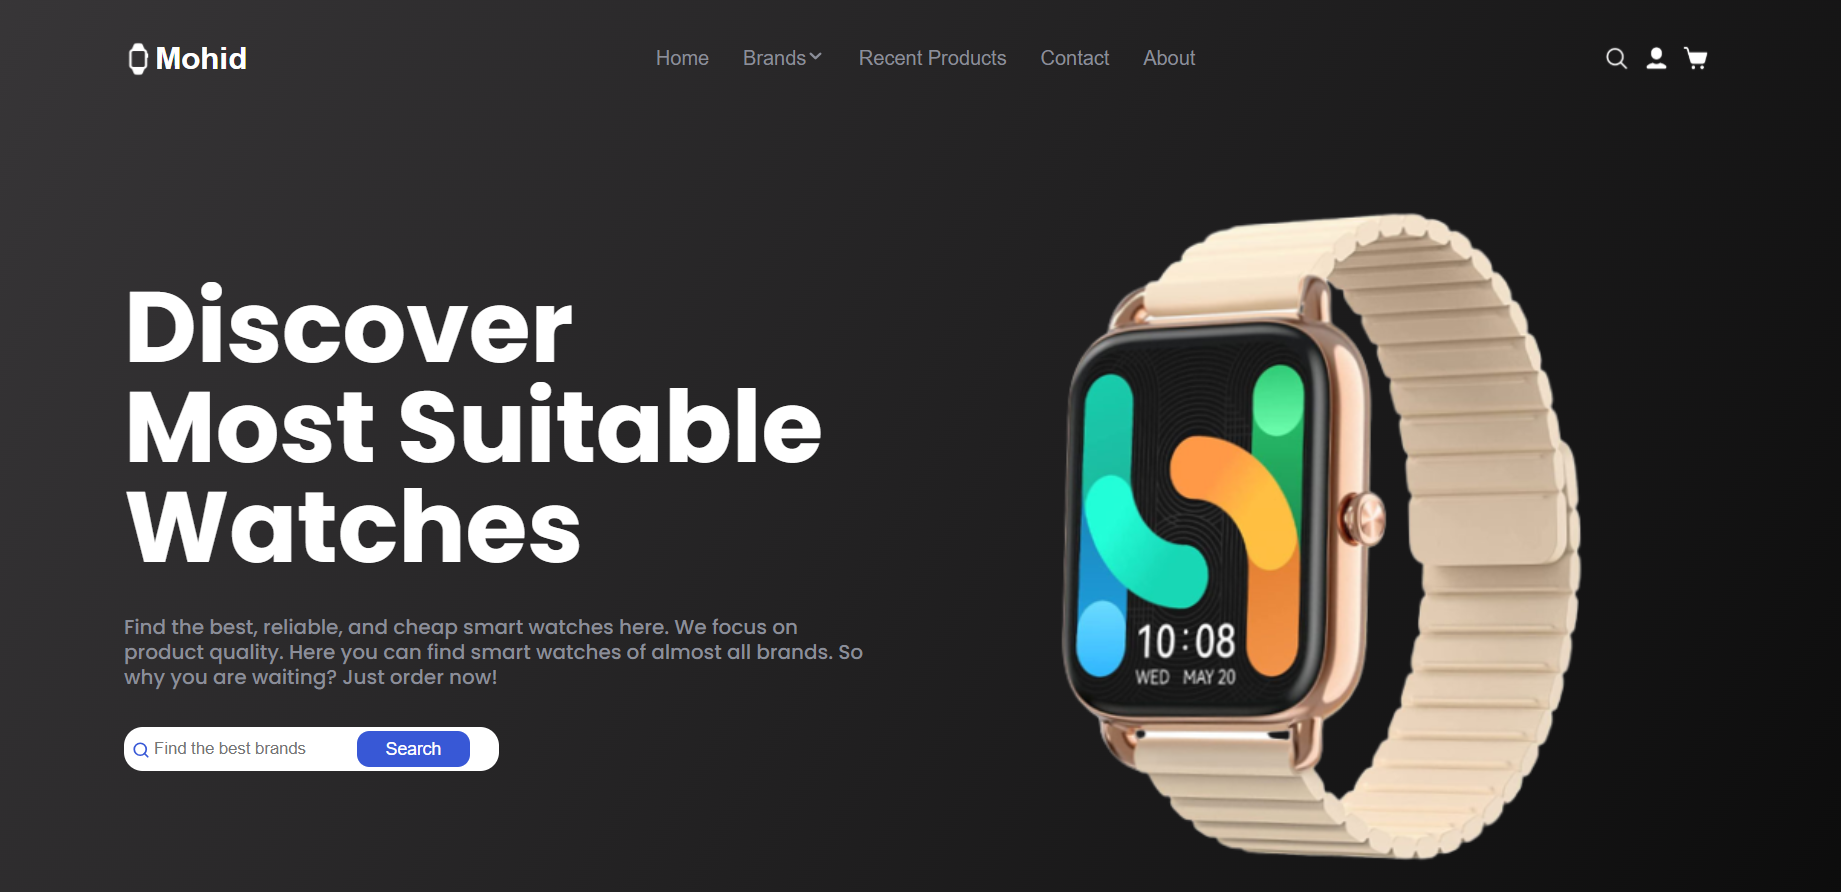 Mohid
Home Brands Recent Products Contact About
Discover
Most Suitable
Watches
Find the best, reliable, and cheap smart watches here. We focus on
product quality. Here you can find smart watches of almost all brands. So
why you are waiting? Just order now!
Find the best brands Search
10:08
WED MAY 20